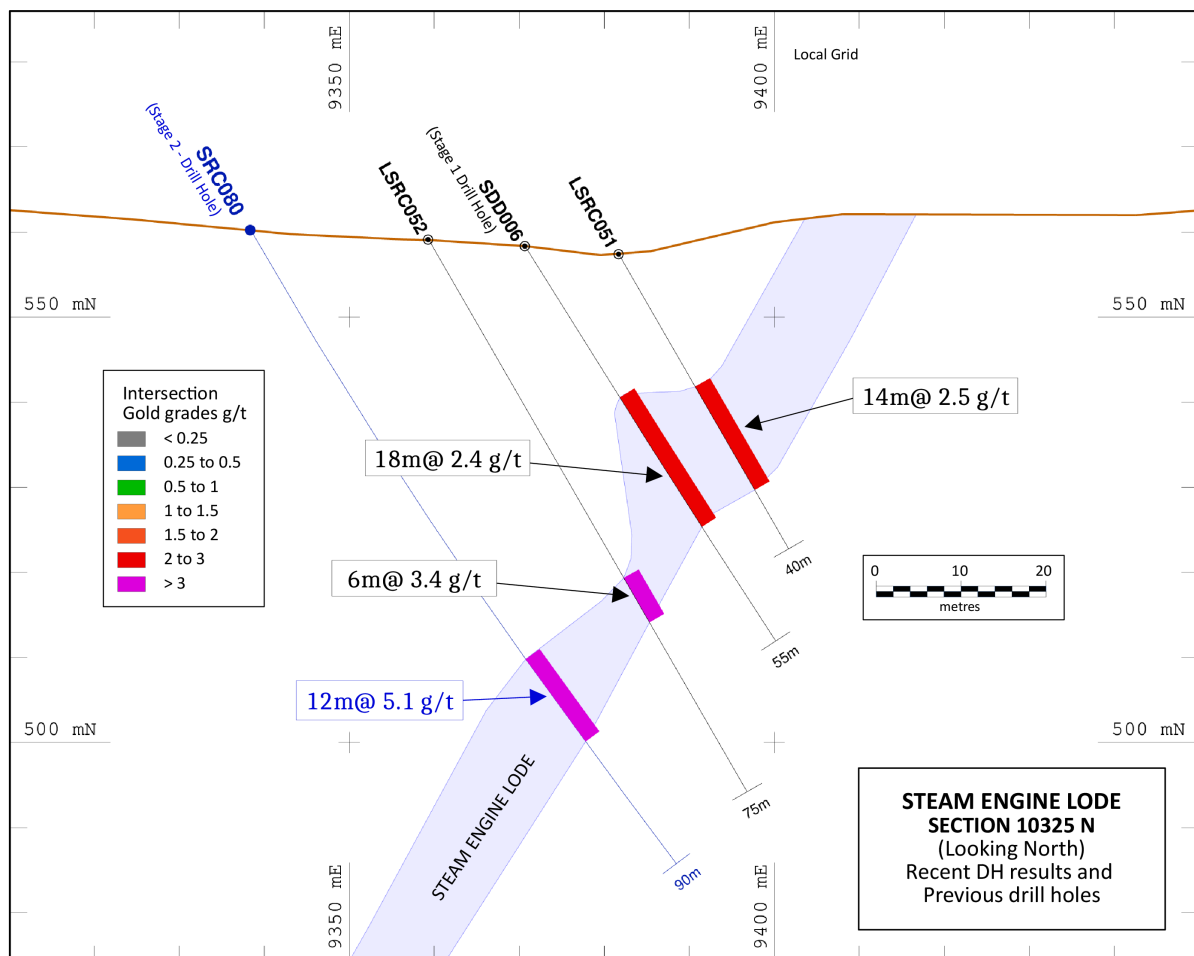 9350 mE
9400 mE
Local Grid
(Stage 2 - Drill Hole)
SRC080
LSRC052
(Stage 1 Drill Hole)
SDD006
LSRC051
550 mN
550 mN
Intersection
Gold grades g/t
< 0.25
0.25 to 0.5
0.5 to 1
1 to 1.5
1.5 to 2
2 to 3
> 3
14m@ 2.5 g/t
18m@ 2.4 g/t
6m@ 3.4 g/t
12m@ 5.1 g/t
40m
55m
75m
90m
0 10 20
metres
500 mN
500 mN
STEAM ENGINE LODE
9350 mE
9400 mE
STEAM ENGINE LODE
SECTION 10325 N
(Looking North)
Recent DH results and
Previous drill holes